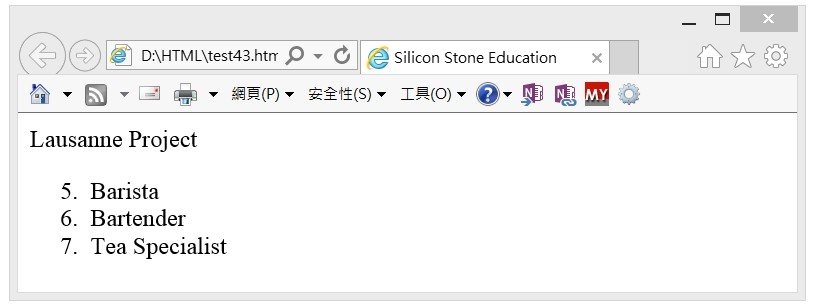 D:\HTML\test43.htm
Silicon Stone Education
網頁(P) 安全性(S) 工具(O) ? MY
Lausanne Project
5. Barista
6. Bartender
7. Tea Specialist